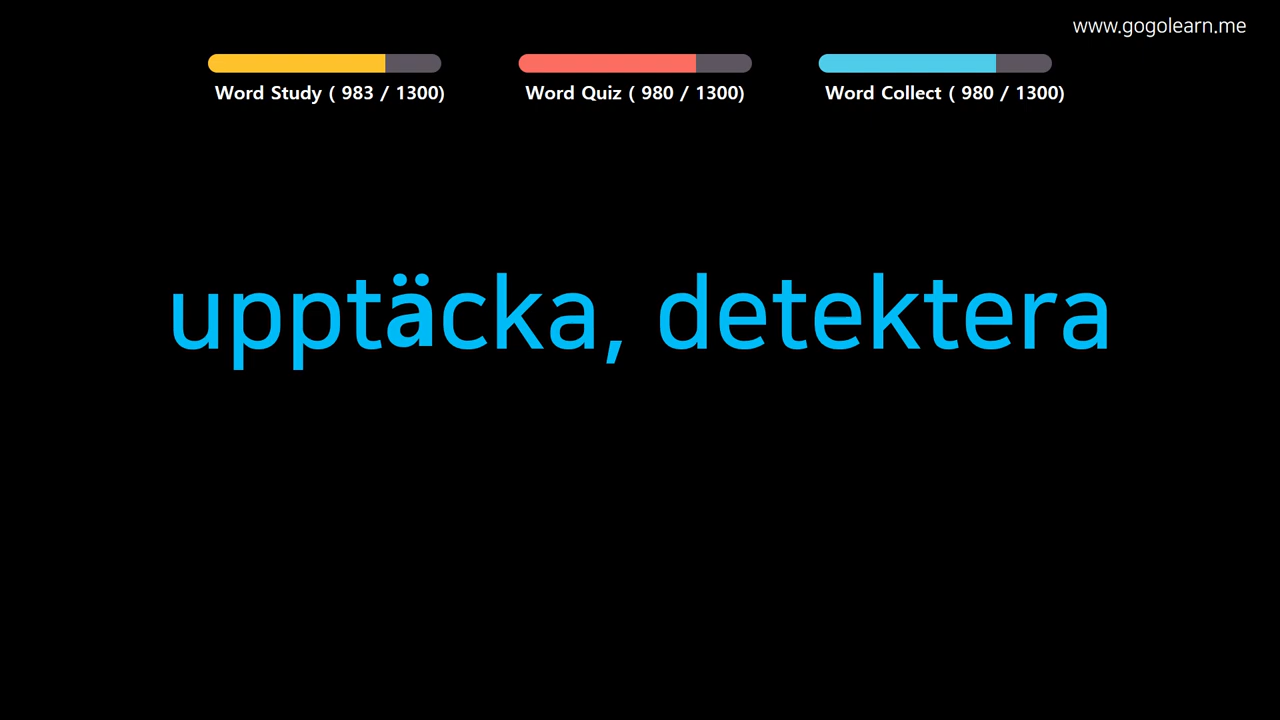 www.gogolearn.me
Word Study ( 983 / 1300)
Word Quiz ( 980 / 1300)
Word Collect ( 980 / 1300)
upptäcka, detektera